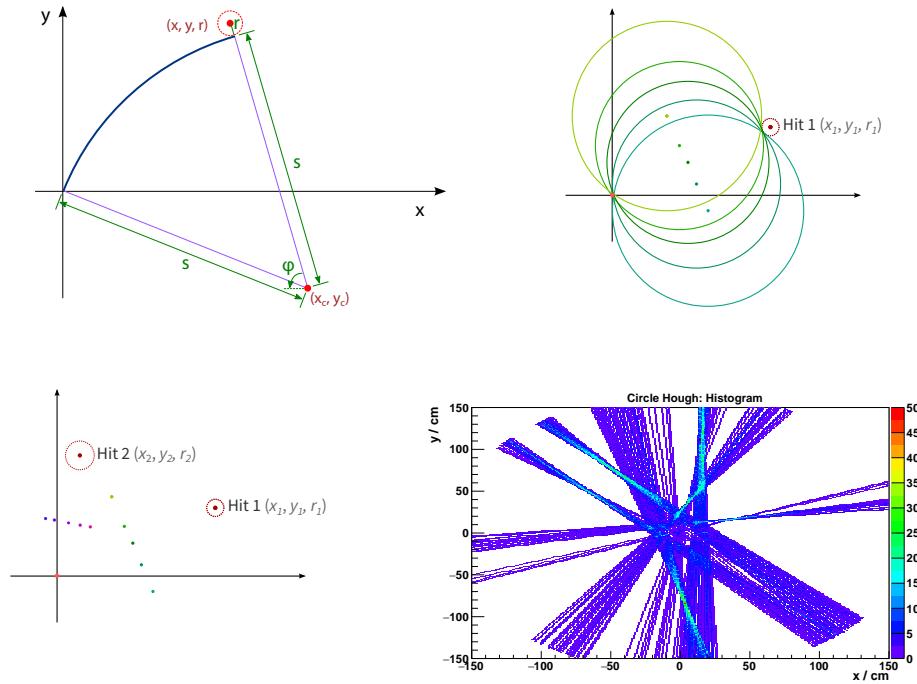 y
(x, y, r)
r
s
x
s
φ
(x_c, y_c)
Hit 1 (x_1, y_1, r_1)
Hit 2 (x_2, y_2, r_2)
Hit 1 (x_1, y_1, r_1)
Circle Hough: Histogram
y / cm
150
100
50
0
−50
−100
−150
−150
−100
−50
0
50
100
150
x / cm
50
45
40
35
30
25
20
15
10
5
0